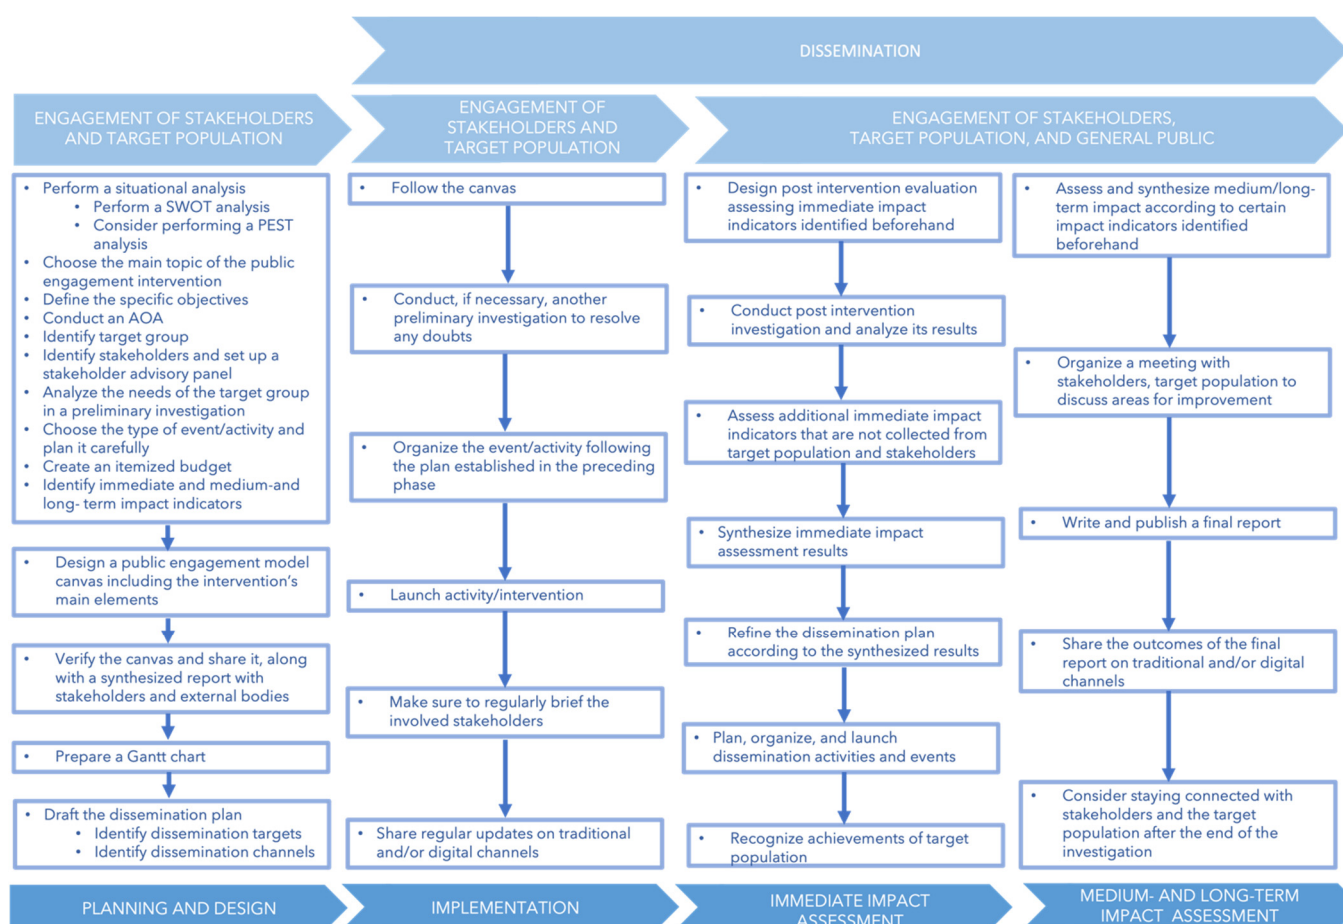 DISSEMINATION
ENGAGEMENT OF STAKEHOLDERS
AND TARGET POPULATION
ENGAGEMENT OF
STAKEHOLDERS AND
TARGET POPULATION
ENGAGEMENT OF STAKEHOLDERS,
TARGET POPULATION, AND GENERAL PUBLIC
• Perform a situational analysis
• Perform a SWOT analysis
• Consider performing a PEST
analysis
• Choose the main topic of the public
engagement intervention
• Define the specific objectives
• Conduct an AOA
• Identify target group
• Identify stakeholders and set up a
stakeholder advisory panel
• Analyze the needs of the target group
in a preliminary investigation
• Choose the type of event/activity and
plan it carefully
• Create an itemized budget
• Identify immediate and medium-and
long- term impact indicators
• Design a public engagement model
canvas including the intervention's
main elements
• Verify the canvas and share it, along
with a synthesized report with
stakeholders and external bodies
• Prepare a Gantt chart
• Draft the dissemination plan
• Identify dissemination targets
• Identify dissemination channels
PLANNING AND DESIGN
• Follow the canvas
• Conduct, if necessary, another
preliminary investigation to resolve
any doubts
• Organize the event/activity following
the plan established in the preceding
phase
• Launch activity/intervention
• Make sure to regularly brief the
involved stakeholders
• Share regular updates on traditional
and/or digital channels
IMPLEMENTATION
• Design post intervention evaluation
assessing immediate impact
indicators identified beforehand
• Conduct post intervention
investigation and analyze its results
• Assess additional immediate impact
indicators that are not collected from
target population and stakeholders
• Synthesize immediate impact
assessment results
• Refine the dissemination plan
according to the synthesized results
• Plan, organize, and launch
dissemination activities and events
• Recognize achievements of target
population
IMMEDIATE IMPACT
ASSESSMENT
• Assess and synthesize medium/long-
term impact according to certain
impact indicators identified
beforehand
• Organize a meeting with
stakeholders, target population to
discuss areas for improvement
• Write and publish a final report
• Share the outcomes of the final
report on traditional and/or digital
channels
• Consider staying connected with
stakeholders and the target
population after the end of the
investigation
MEDIUM- AND LONG-TERM
IMPACT ASSESSMENT